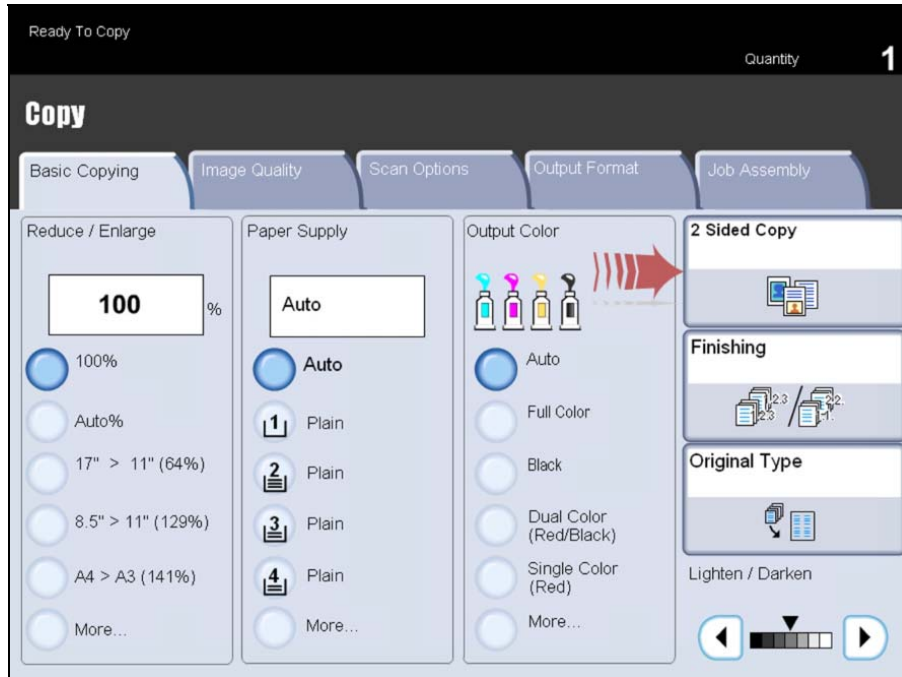 Ready To Copy
Quantity 1
Copy
Basic Copying
Image Quality
Scan Options
Output Format
Job Assembly
Reduce / Enlarge
100 %
100%
Auto%
17" > 11" (64%)
8.5" > 11" (129%)
A4 > A3 (141%)
More...
Paper Supply
Auto
Auto
1 Plain
2 Plain
3 Plain
4 Plain
More...
Output Color
Auto
Full Color
Black
Dual Color
(Red/Black)
Single Color
(Red)
More...
2 Sided Copy
Finishing
Original Type
Lighten / Darken